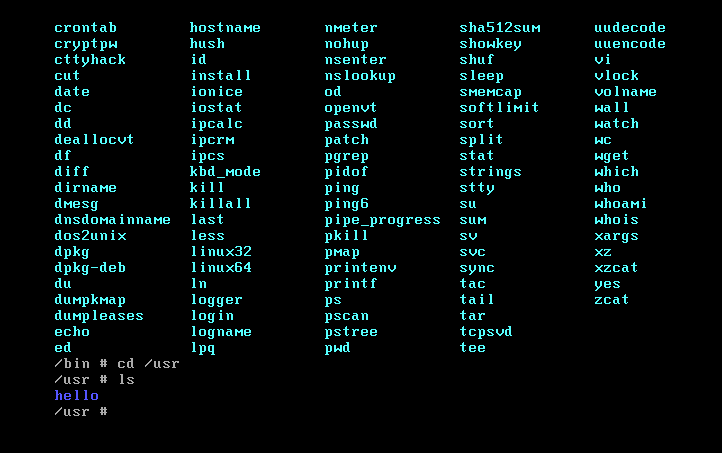 crontab hostname nmeter sha512sum uudecode
cryptpw hush nohup showkey uuencode
cttyhack id nsenter shuf vi
cut install nslookup sleep vlock
date ionice od smemcap volname
dc iostat openvt softlimit wall
dd ipcalc passwd sort watch
deallocvt ipcrm patch split wc
df ipcs pgrep stat wget
diff kbd_mode pidof strings which
dirname kill ping stty who
dmesg killall ping6 su whoami
dnsdomainname last pipe_progress sum whois
dos2unix less pkill sv xargs
dpkg linux32 pmap svc xz
dpkg-deb linux64 printenv sync xzcat
du ln printf tac yes
dumpkmap logger ps tail zcat
dumpleases login pscan tar
echo logname pstree tcpsvd
ed lpq pwd tee
/bin # cd /usr
/usr # ls
hello
/usr #